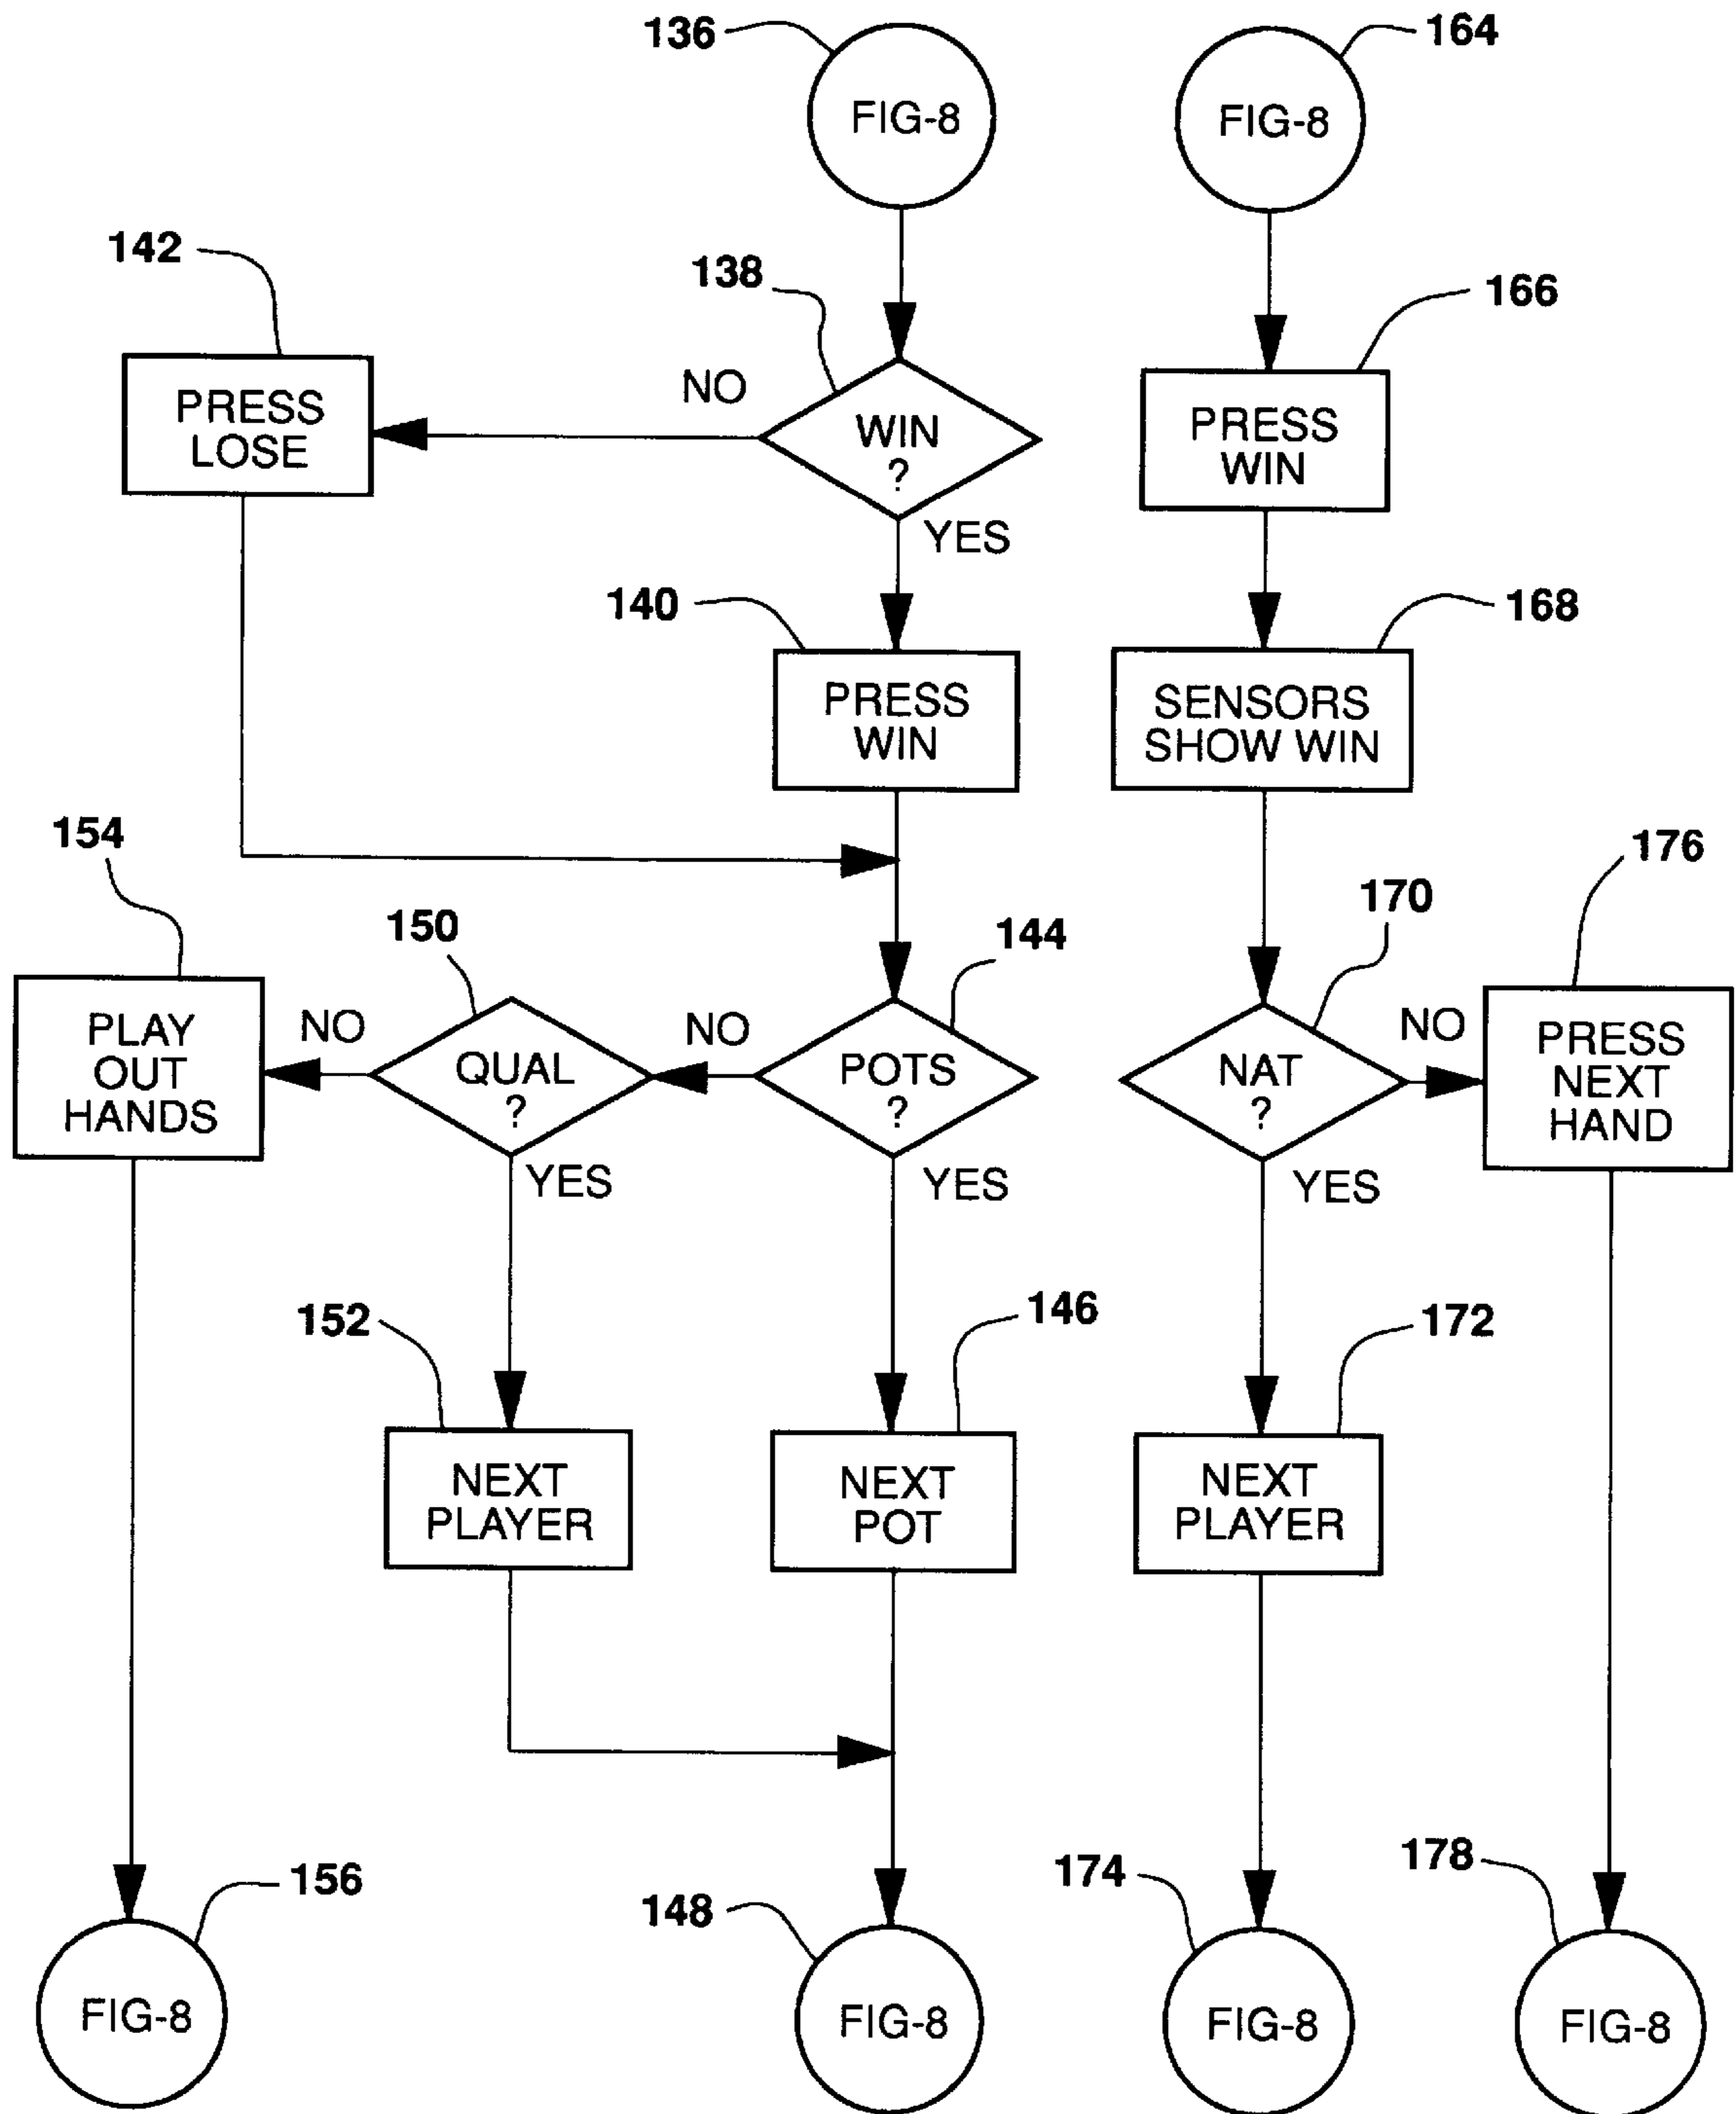 136
FIG-8
164
FIG-8
142
138
166
PRESS
LOSE
NO
WIN
?
YES
PRESS
WIN
140
168
PRESS
WIN
SENSORS
SHOW WIN
154
176
150
144
170
PLAY
OUT
HANDS
NO
QUAL
?
YES
NO
POTS
?
YES
NAT
?
YES
NO
PRESS
NEXT
HAND
152
146
172
NEXT
PLAYER
NEXT
POT
NEXT
PLAYER
156
148
174
178
FIG-8
FIG-8
FIG-8
FIG-8